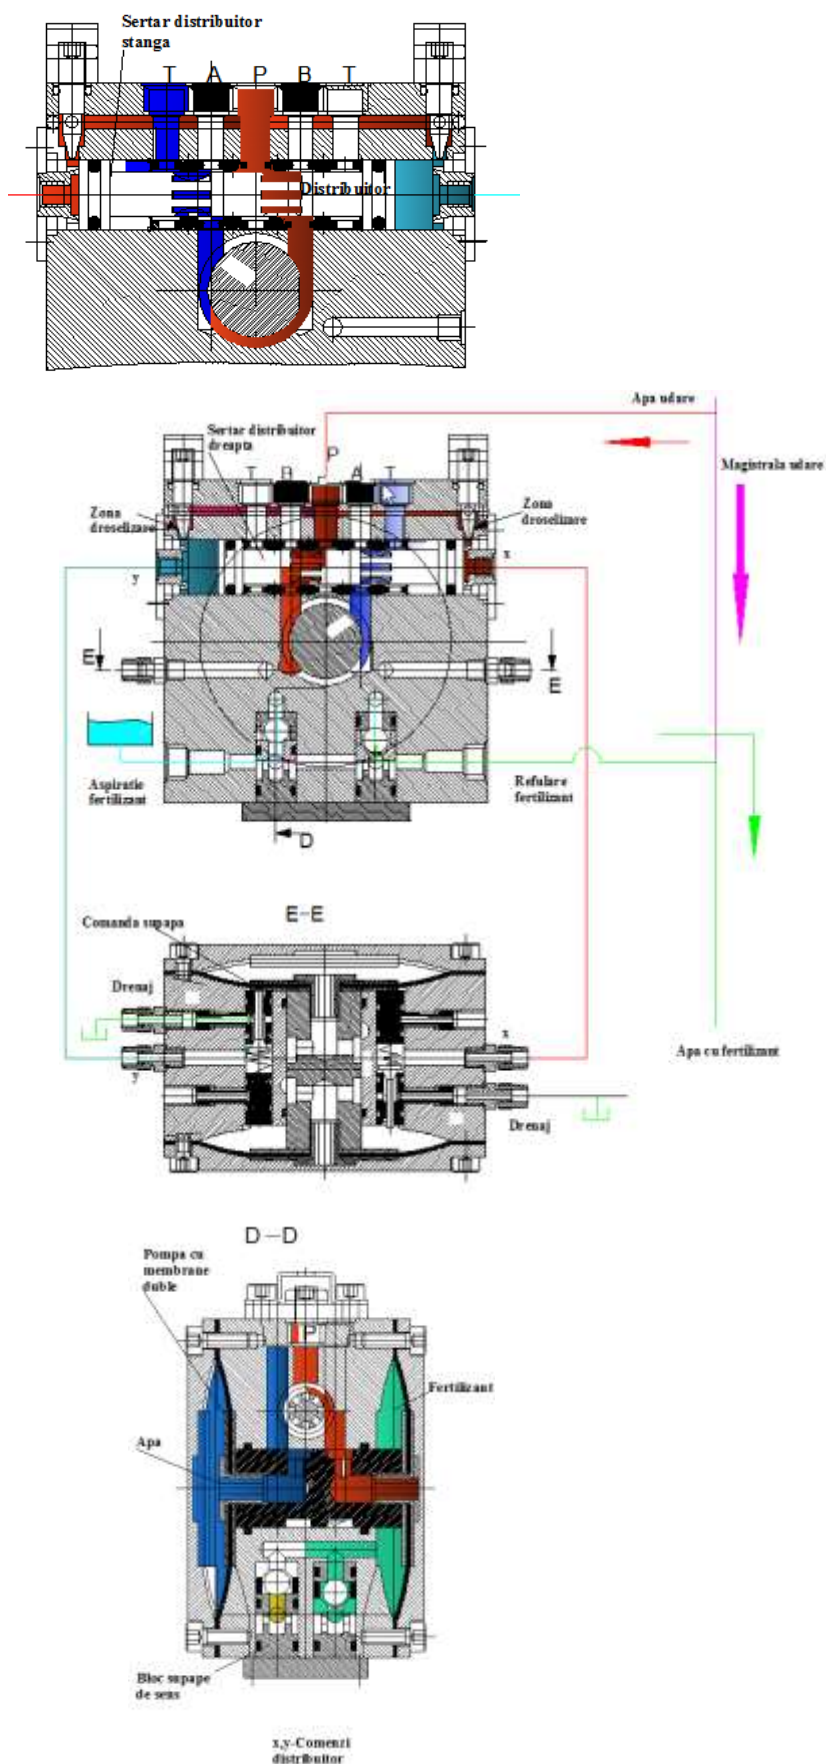 Sertar distribuitor
stanga
T A P B T
Distribuitor
Apa udare
Sertar distribuitor
dreapta
P
T B A T
Magistrala udare
Zona
droselizare
Zona
droselizare
x
y
E
E
Aspiratie
fertilizant
Refulare
fertilizant
D
E-E
Comanda supapa
Drenaj
x
y
Apa cu fertilizant
Drenaj
D-D
Pompa cu
membrane
duble
P
Fertilizant
Apa
Bloc supape
de sens
x,y-Comenzi
distribuitor